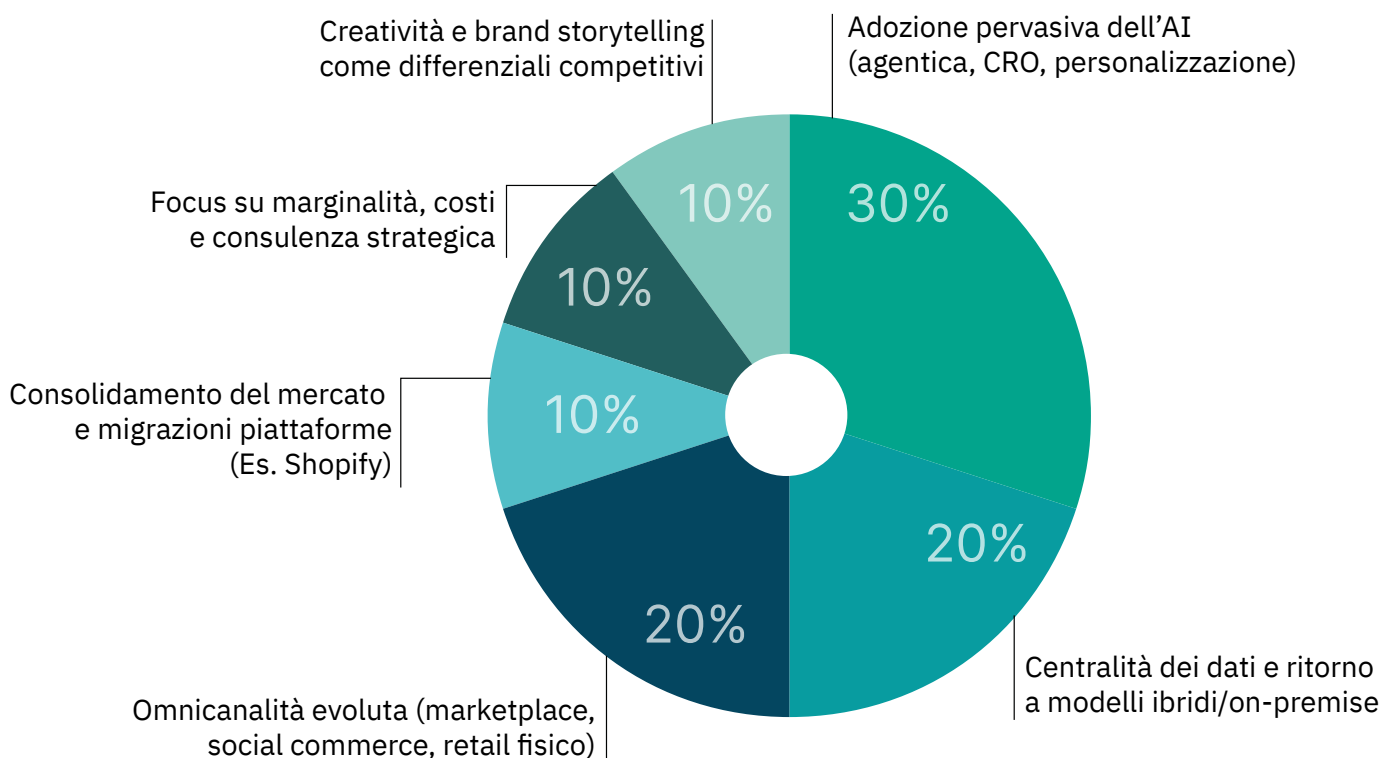 Creatività e brand storytelling
come differenziali competitivi
Adozione pervasiva dell’AI
(agentica, CRO, personalizzazione)
10%
30%
Focus su marginalità, costi
e consulenza strategica
10%
Consolidamento del mercato
e migrazioni piattaforme
(Es. Shopify)
10%
20%
20%
Centralità dei dati e ritorno
a modelli ibridi/on-premise
Omnicanalità evoluta (marketplace,
social commerce, retail fisico)